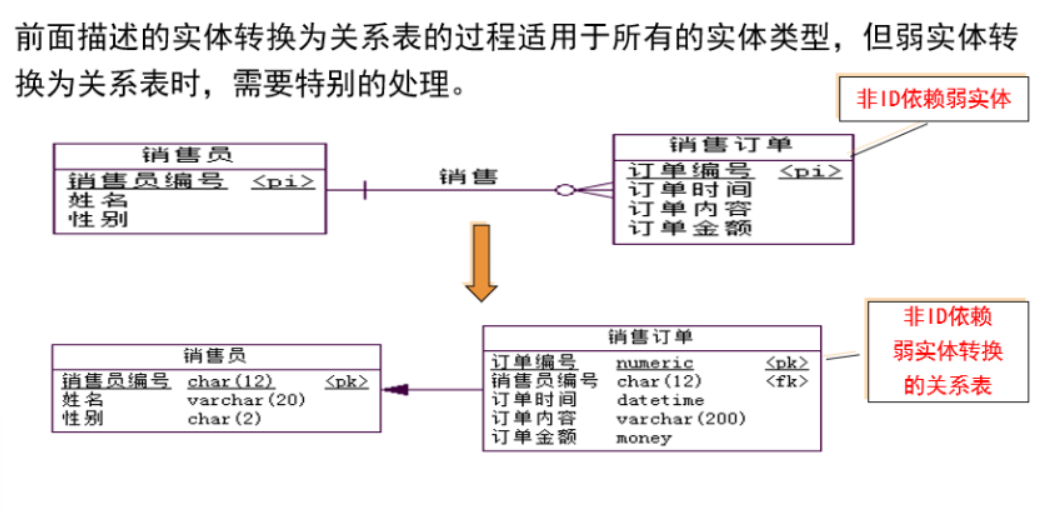 前面描述的实体转换为关系表的过程适用于所有的实体类型，但弱实体转
换为关系表时，需要特别的处理。
非ID依赖弱实体
销售员
销售员编号 <pi>
姓名
性别
销售
销售订单
订单编号 <pi>
订单时间
订单内容
订单金额
销售员
销售员编号 char(12) <pk>
姓名 varchar(20)
性别 char(2)
销售订单
订单编号 numeric <pk>
销售员编号 char(12) <fk>
订单时间 datetime
订单内容 varchar(200)
订单金额 money
非ID依赖
弱实体转换
的关系表